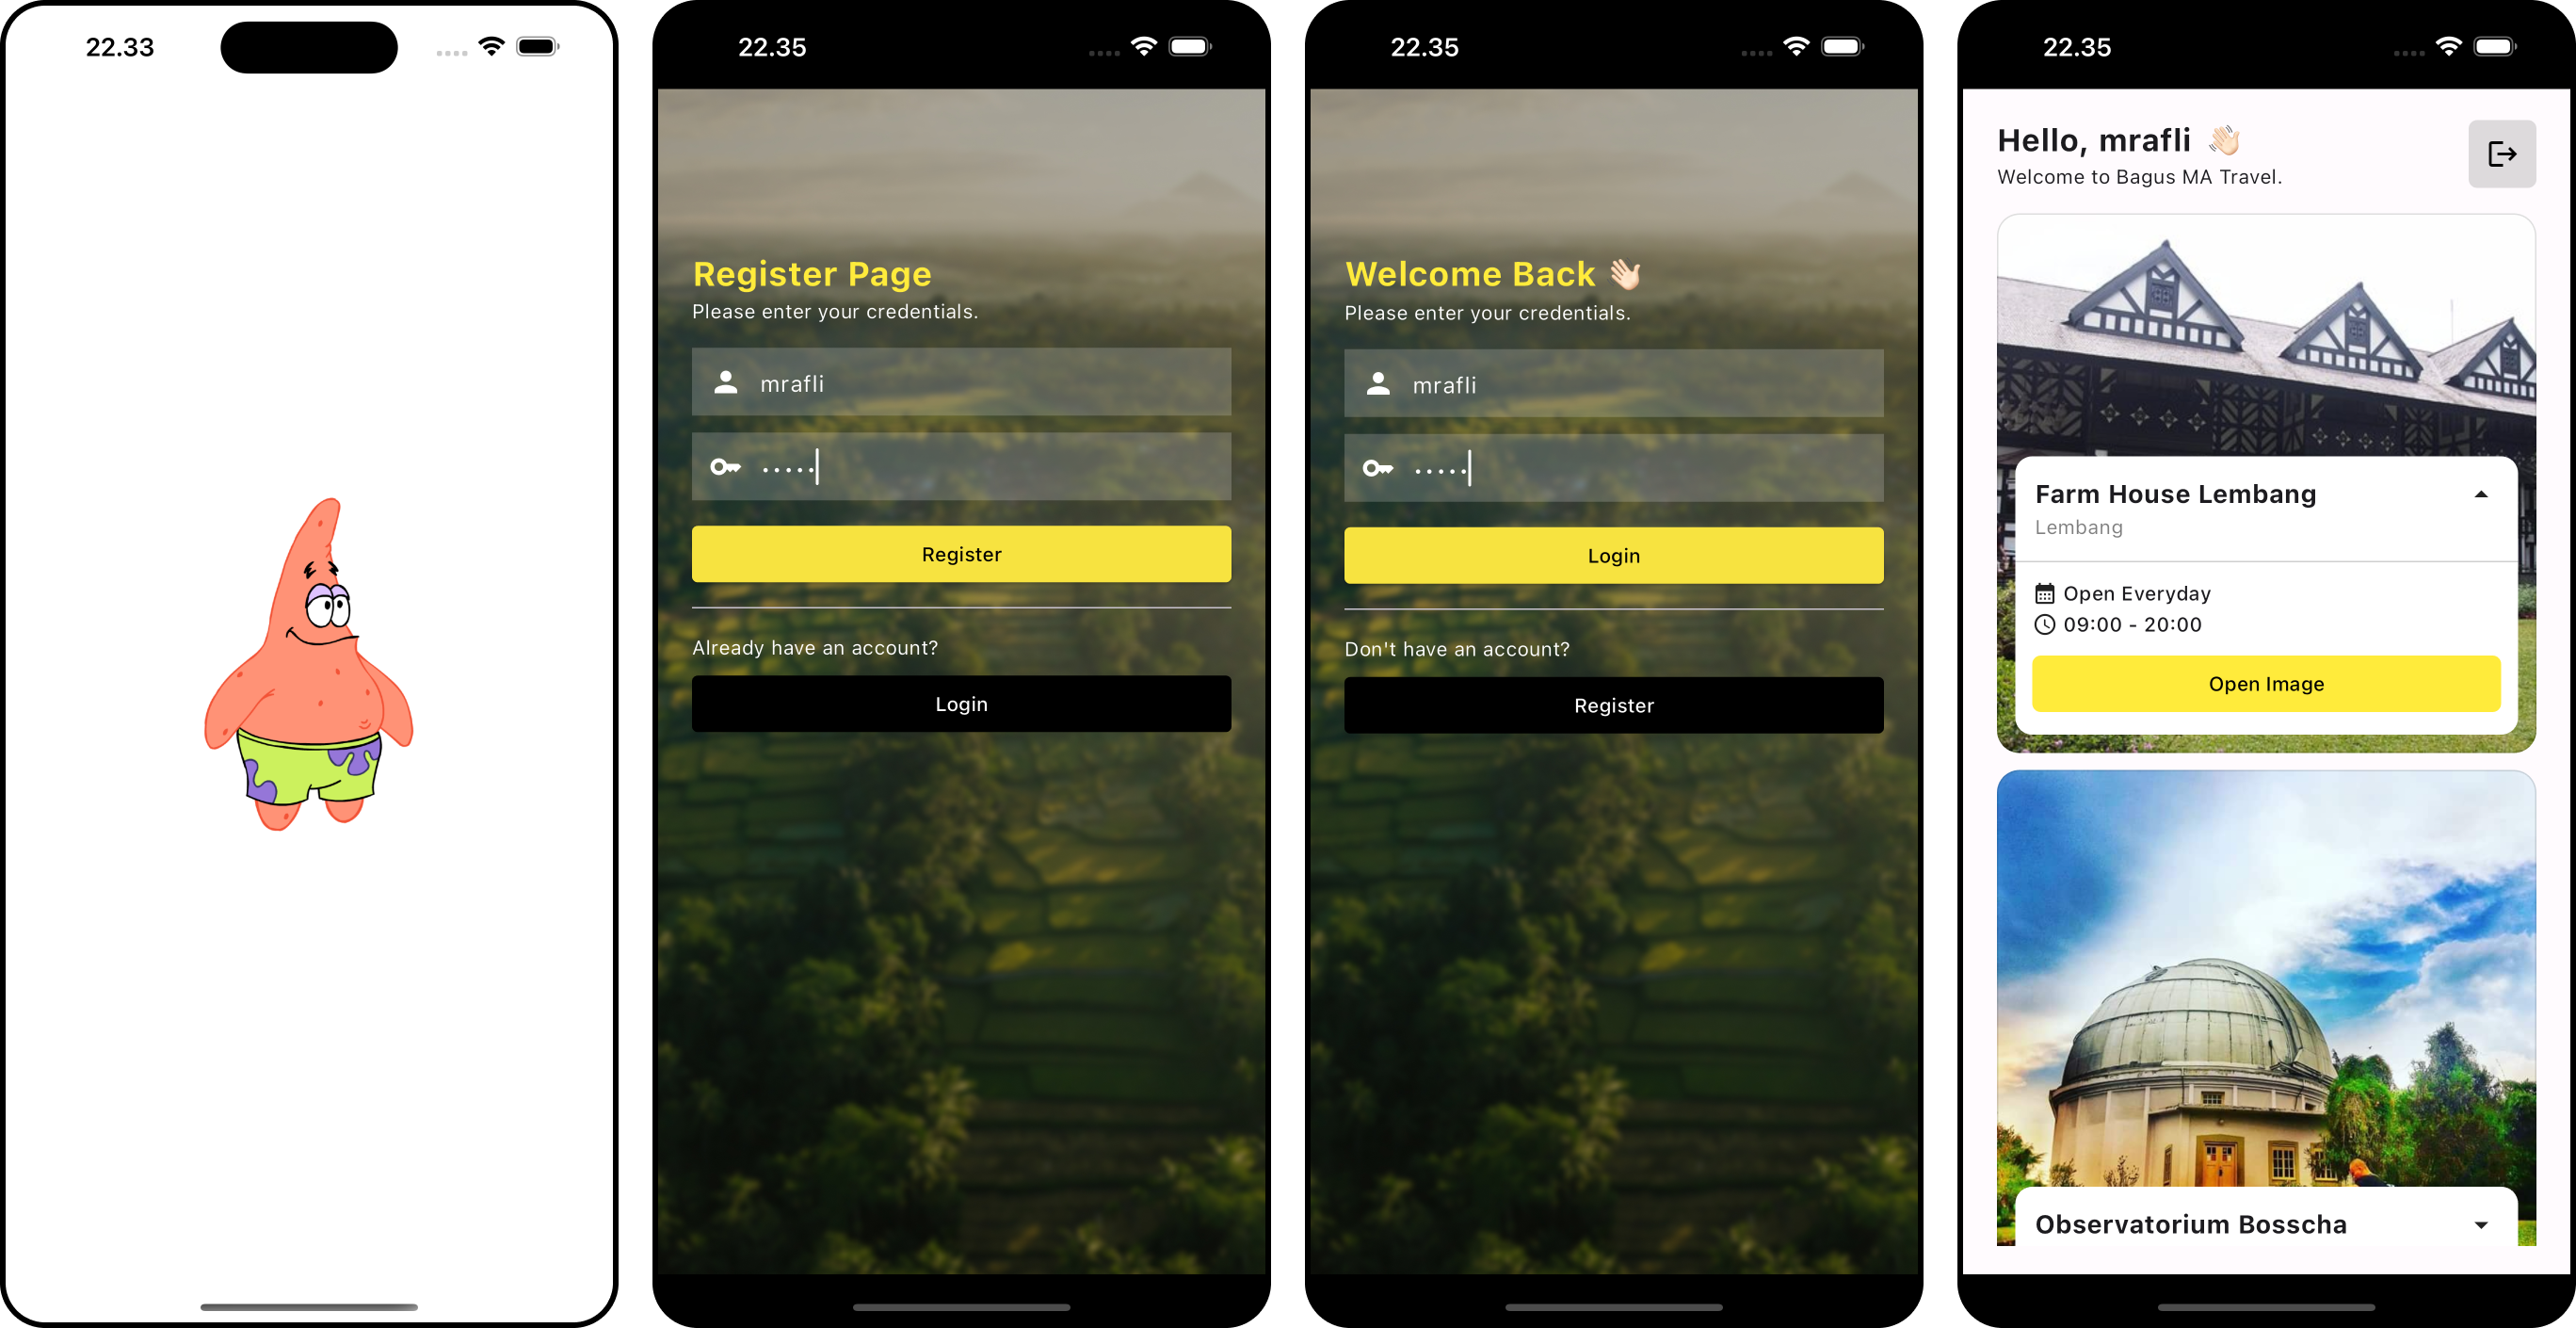 22.33
22.35
Register Page
Please enter your credentials.
mrafli
Register
Already have an account?
Login
22.35
Welcome Back 👋🏻
Please enter your credentials.
mrafli
Login
Don't have an account?
Register
22.35
Hello, mrafli 👋🏻
Welcome to Bagus MA Travel.
Farm House Lembang
Lembang
Open Everyday
09:00 - 20:00
Open Image
Observatorium Bosscha